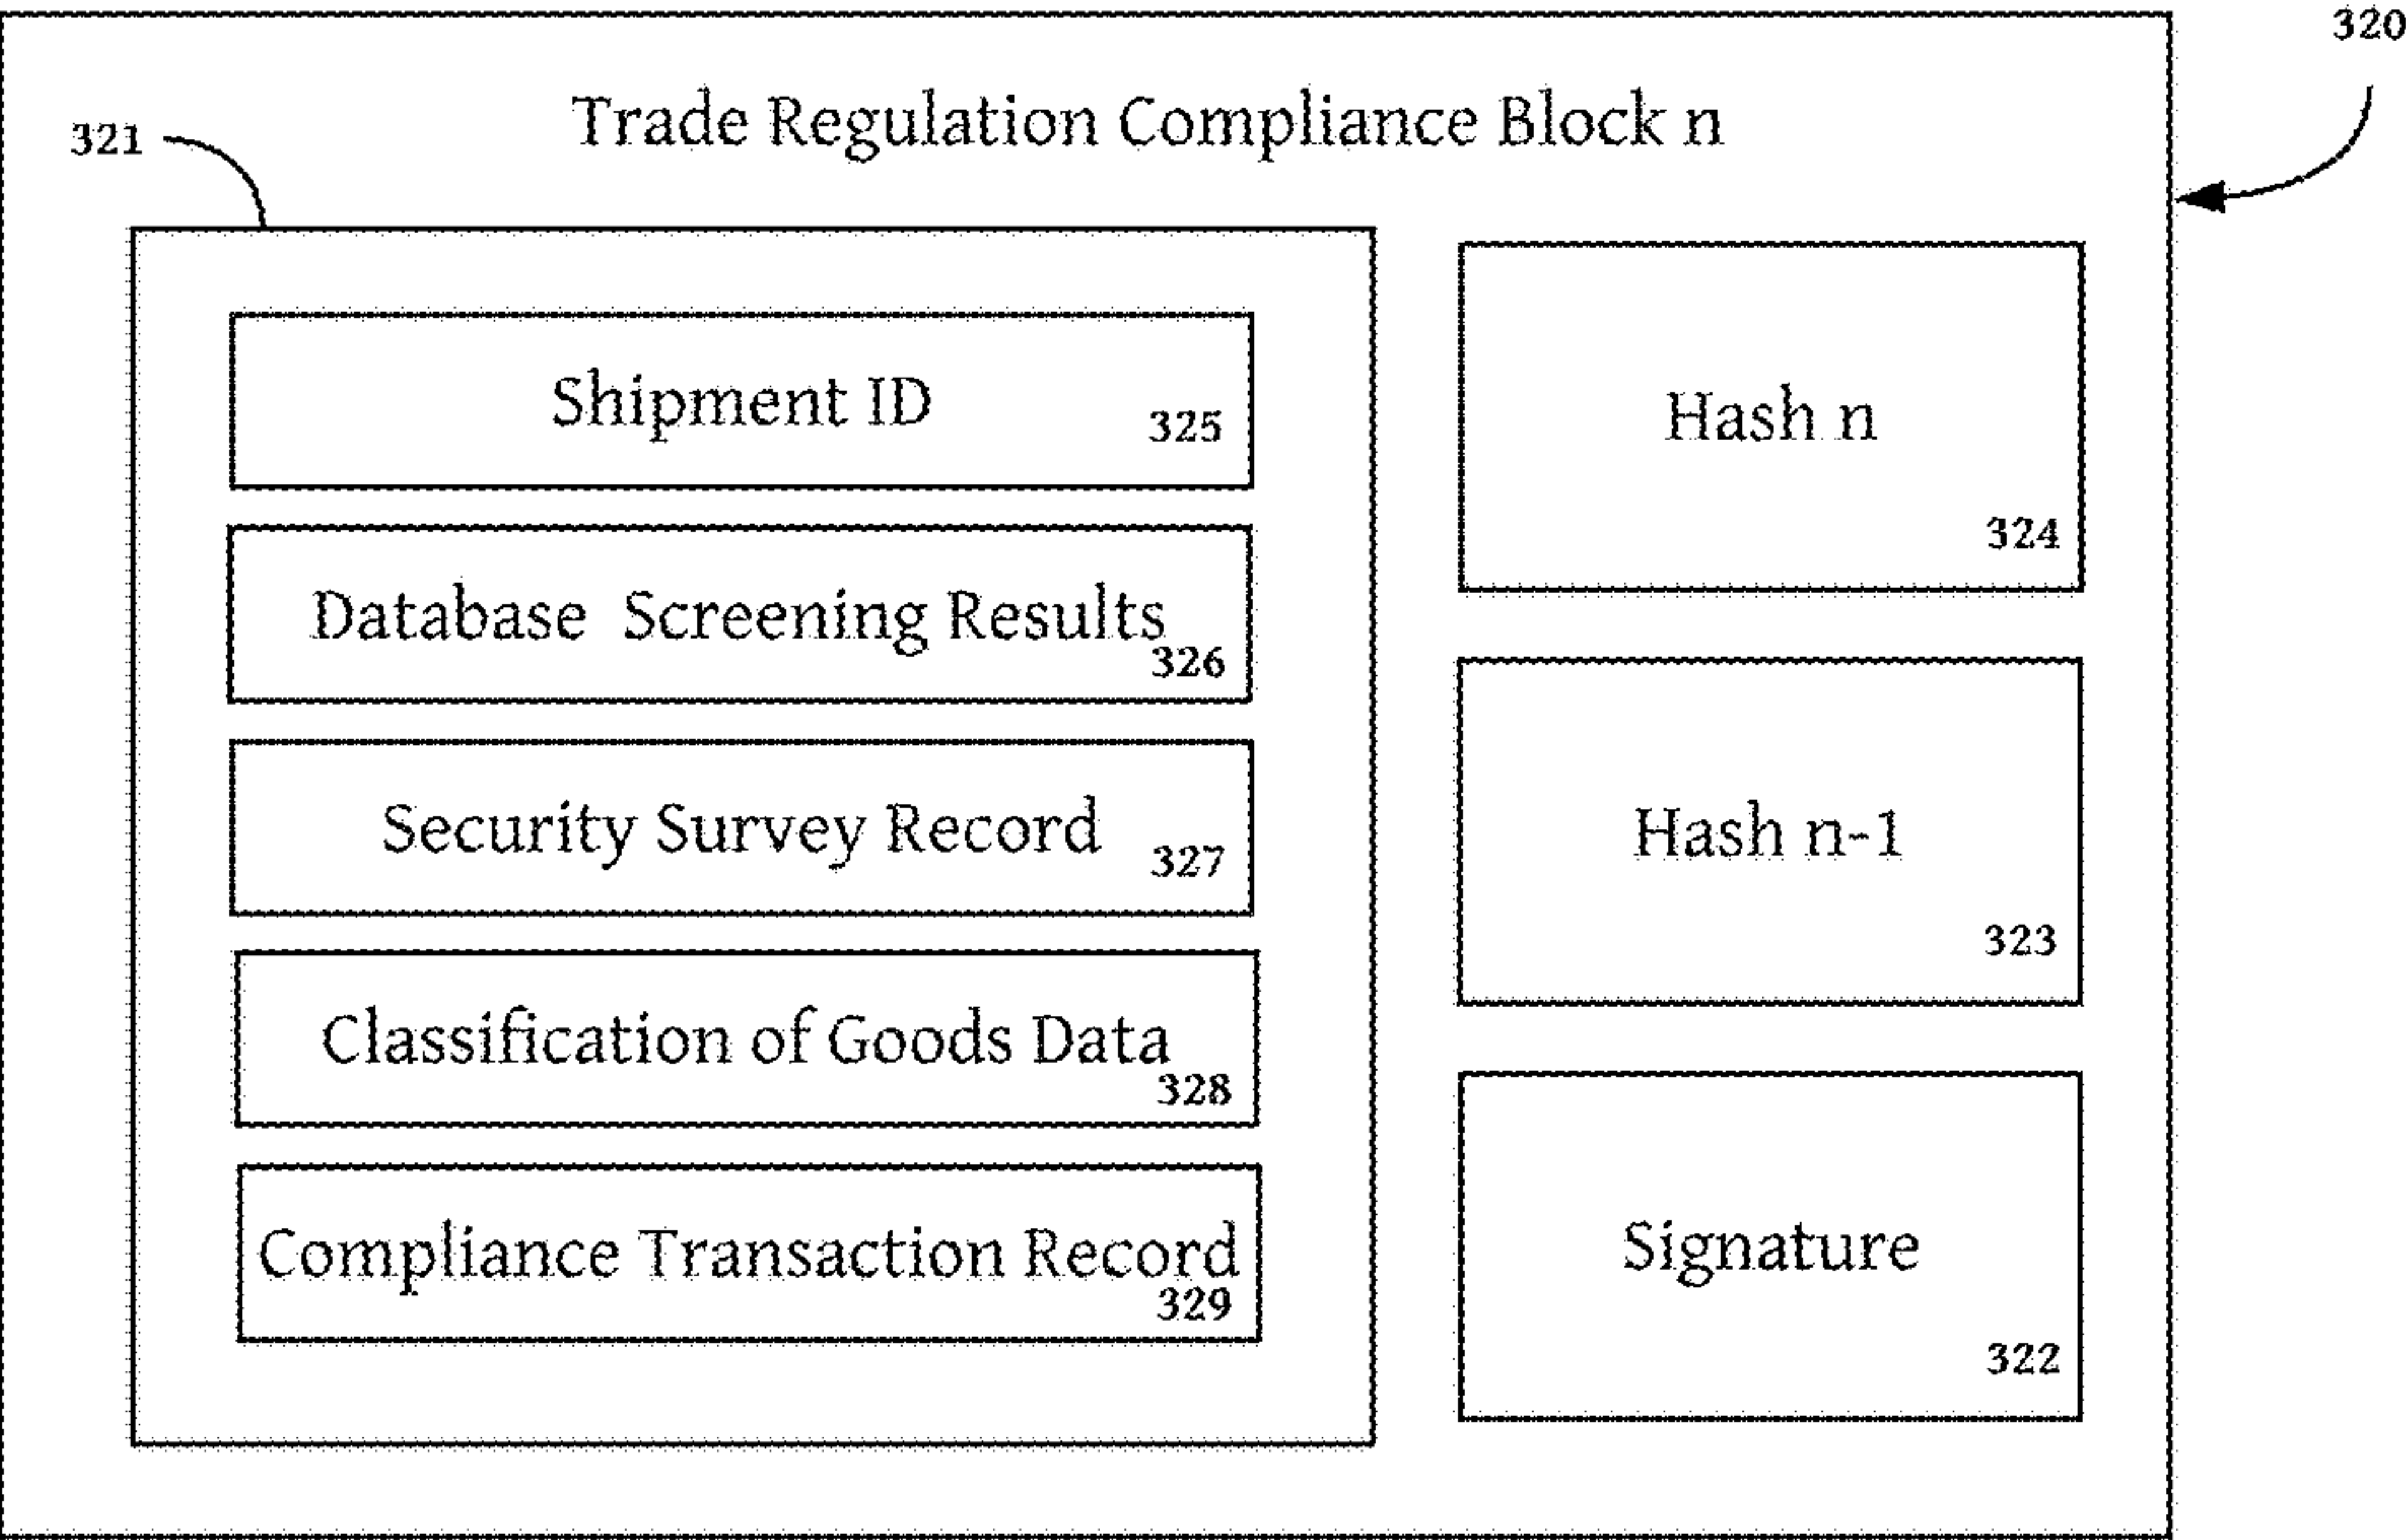 320
Trade Regulation Compliance Block n
321
Shipment ID
325
Database Screening Results
326
Security Survey Record
327
Classification of Goods Data
328
Compliance Transaction Record
329
Hash n
324
Hash n-1
323
Signature
322